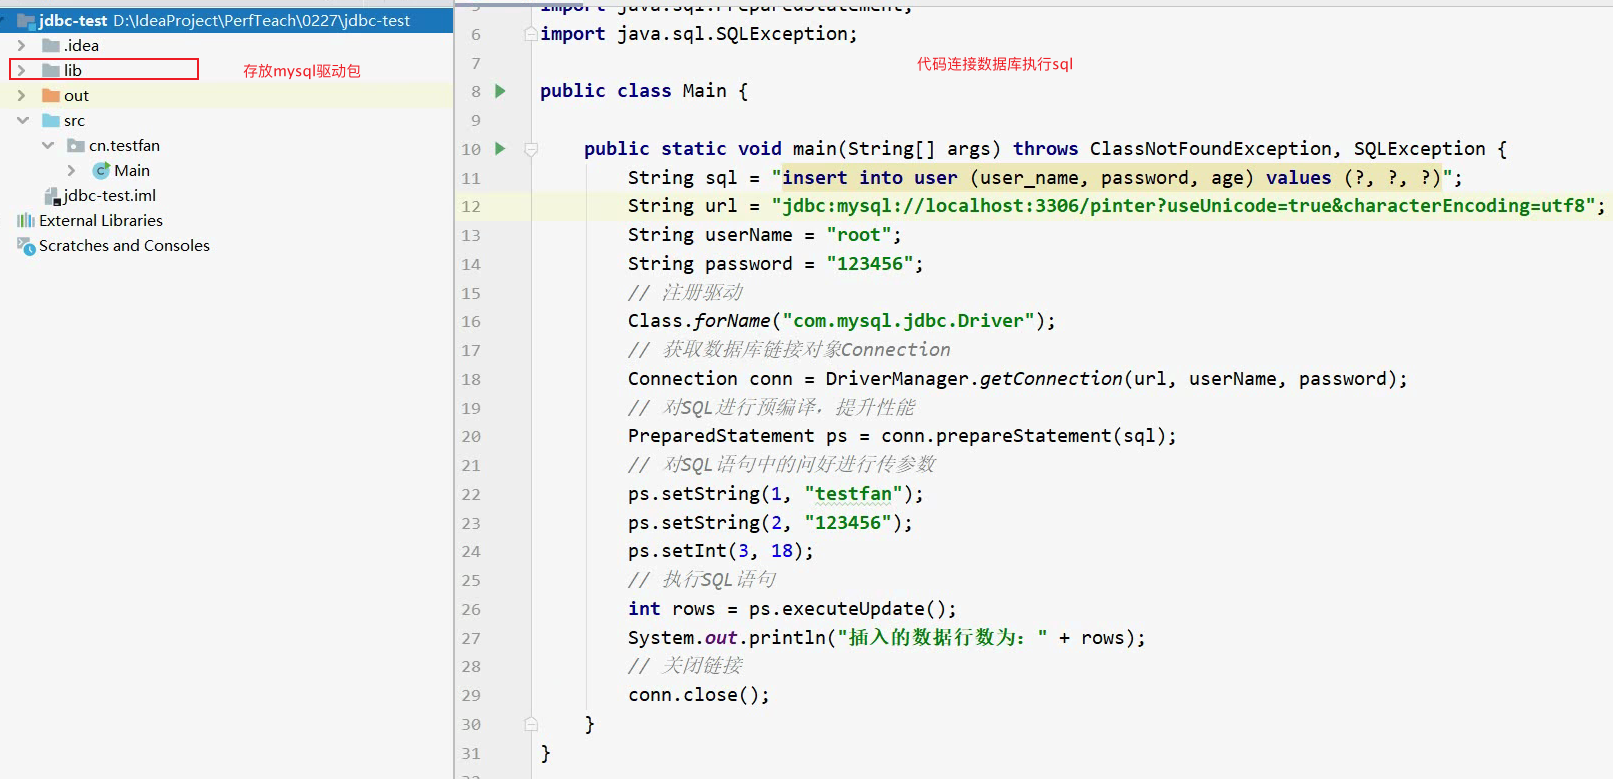 jdbc-test D:\IdeaProject\PerfTeach\0227\jdbc-test
.idea
lib
存放mysql驱动包
out
src
cn.testfan
Main
jdbc-test.iml
External Libraries
Scratches and Consoles
代码连接数据库执行sql
5 import java.sql.PreparedStatement;
6 import java.sql.SQLException;
7
8 public class Main {
9
10 public static void main(String[] args) throws ClassNotFoundException, SQLException {
11 String sql = "insert into user (user_name, password, age) values (?, ?, ?)";
12 String url = "jdbc:mysql://localhost:3306/pinter?useUnicode=true&characterEncoding=utf8";
13 String userName = "root";
14 String password = "123456";
15 // 注册驱动
16 Class.forName("com.mysql.jdbc.Driver");
17 // 获取数据库链接对象Connection
18 Connection conn = DriverManager.getConnection(url, userName, password);
19 // 对SQL进行预编译，提升性能
20 PreparedStatement ps = conn.prepareStatement(sql);
21 // 对SQL语句中的问好进行传参数
22 ps.setString(1, "testfan");
23 ps.setString(2, "123456");
24 ps.setInt(3, 18);
25 // 执行SQL语句
26 int rows = ps.executeUpdate();
27 System.out.println("插入的数据行数为：" + rows);
28 // 关闭链接
29 conn.close();
30 }
31 }